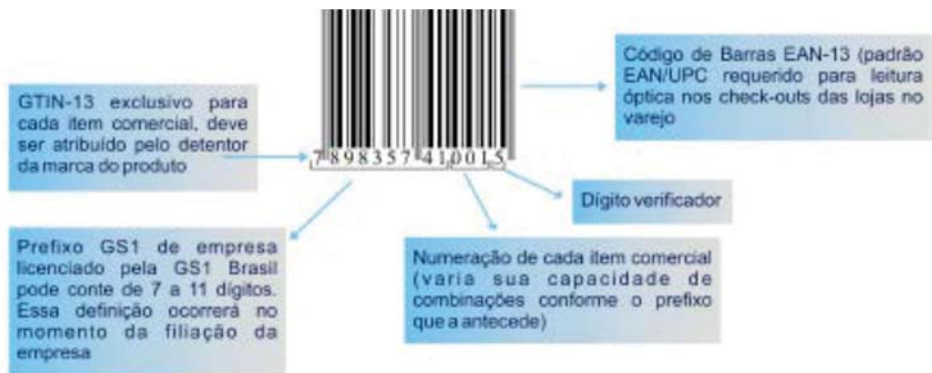 Código de Barras EAN-13 (padrão
EAN/UPC requerido para leitura
óptica nos check-outs das lojas no
varejo
GTIN-13 exclusivo para
cada item comercial, deve
ser atribuído pelo detentor
da marca do produto
7 898357 410015
Dígito verificador
Prefixo GS1 de empresa
licenciado pela GS1 Brasil
pode conte de 7 a 11 dígitos.
Essa definição ocorrerá no
momento da filiação da
empresa
Numeração de cada item comercial
(varia sua capacidade de
combinações conforme o prefixo
que a antecede)